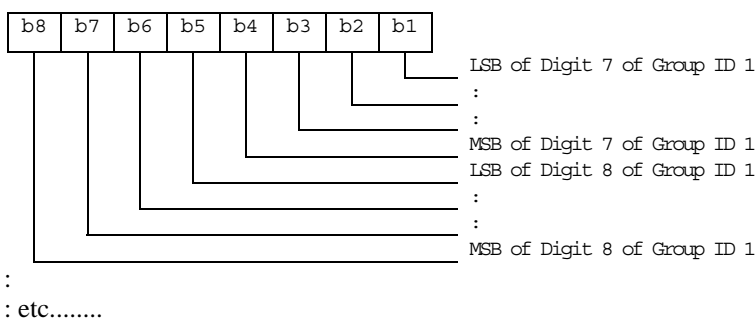 b8 b7 b6 b5 b4 b3 b2 b1
LSB of Digit 7 of Group ID 1
:
:
MSB of Digit 7 of Group ID 1
LSB of Digit 8 of Group ID 1
:
:
MSB of Digit 8 of Group ID 1
:
: etc........